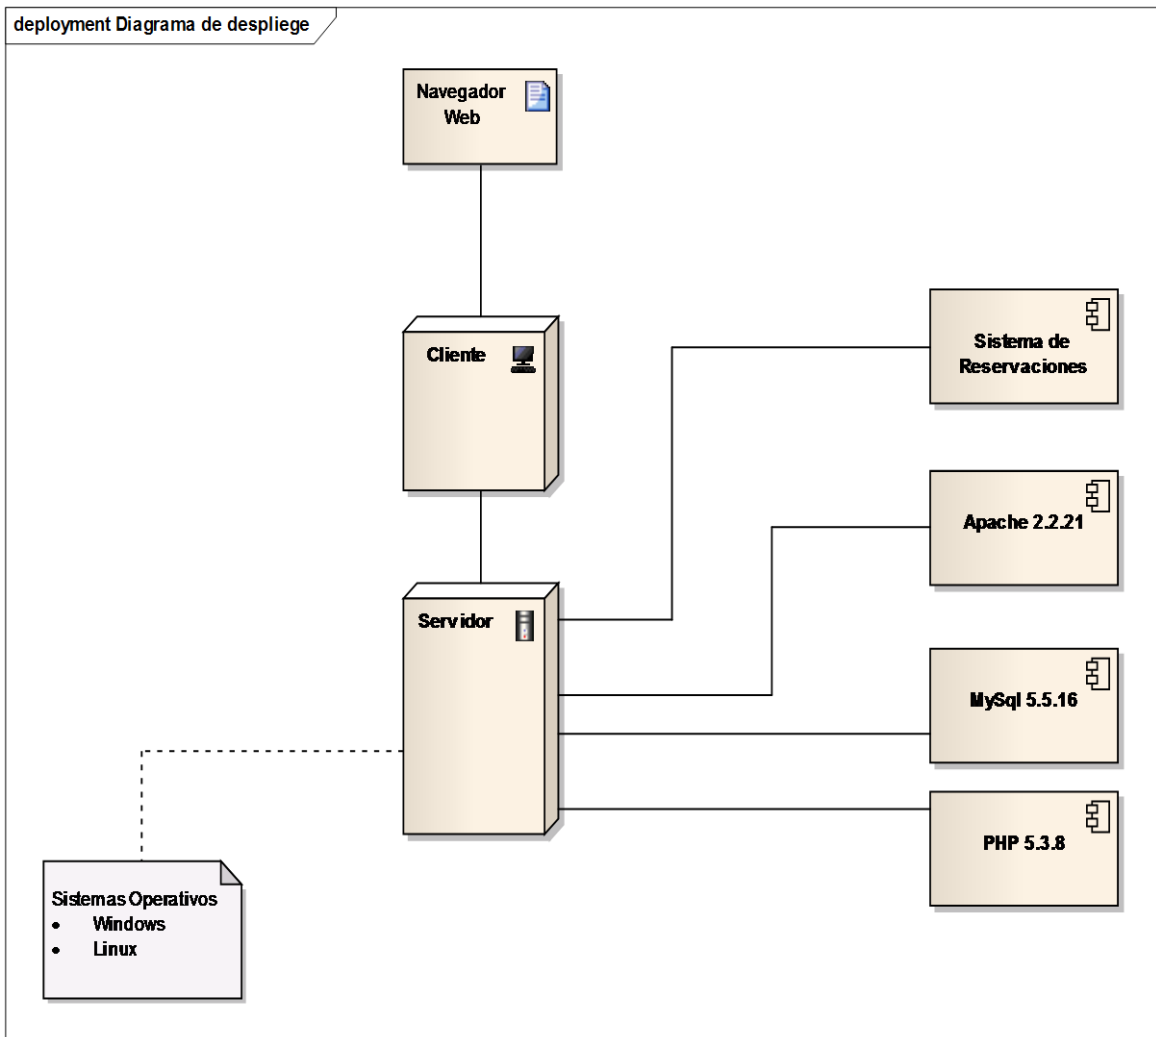 deployment Diagrama de despliege
Navegador
Web
Cliente
Sistema de
Reservaciones
Apache 2.2.21
Servidor
MySql 5.5.16
PHP 5.3.8
Sistemas Operativos
• Windows
• Linux